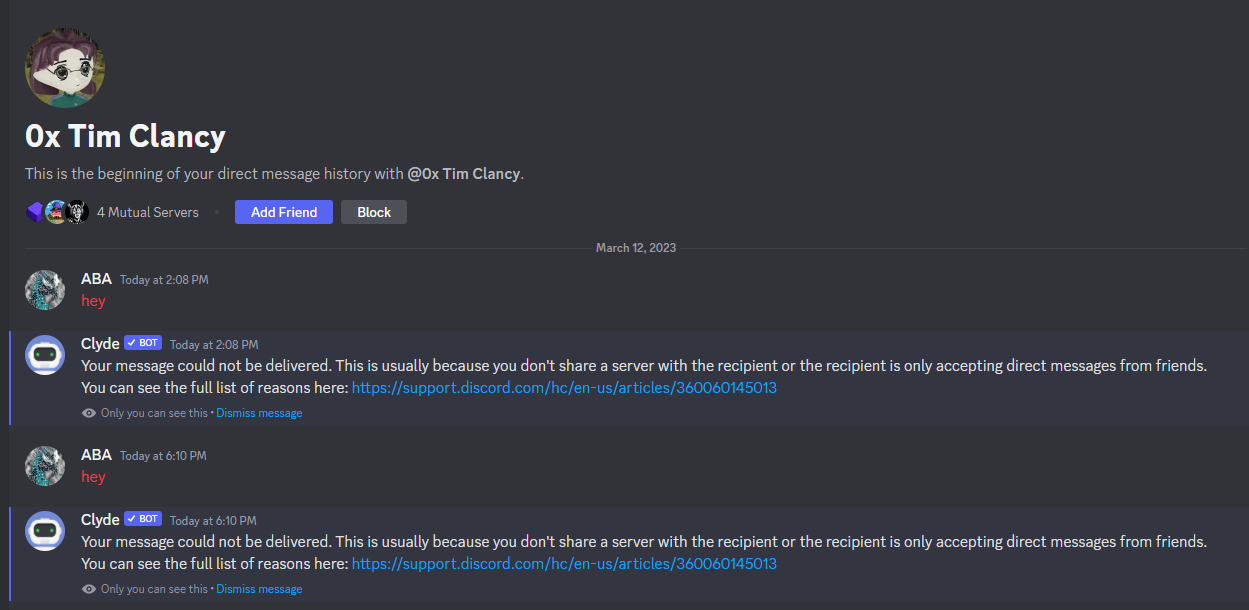 0x Tim Clancy
This is the beginning of your direct message history with @0x Tim Clancy.
4 Mutual Servers • Add Friend Block
March 12, 2023
ABA Today at 2:08 PM
hey
Clyde ✓ BOT Today at 2:08 PM
Your message could not be delivered. This is usually because you don't share a server with the recipient or the recipient is only accepting direct messages from friends.
You can see the full list of reasons here: https://support.discord.com/hc/en-us/articles/360060145013
Only you can see this • Dismiss message
ABA Today at 6:10 PM
hey
Clyde ✓ BOT Today at 6:10 PM
Your message could not be delivered. This is usually because you don't share a server with the recipient or the recipient is only accepting direct messages from friends.
You can see the full list of reasons here: https://support.discord.com/hc/en-us/articles/360060145013
Only you can see this • Dismiss message